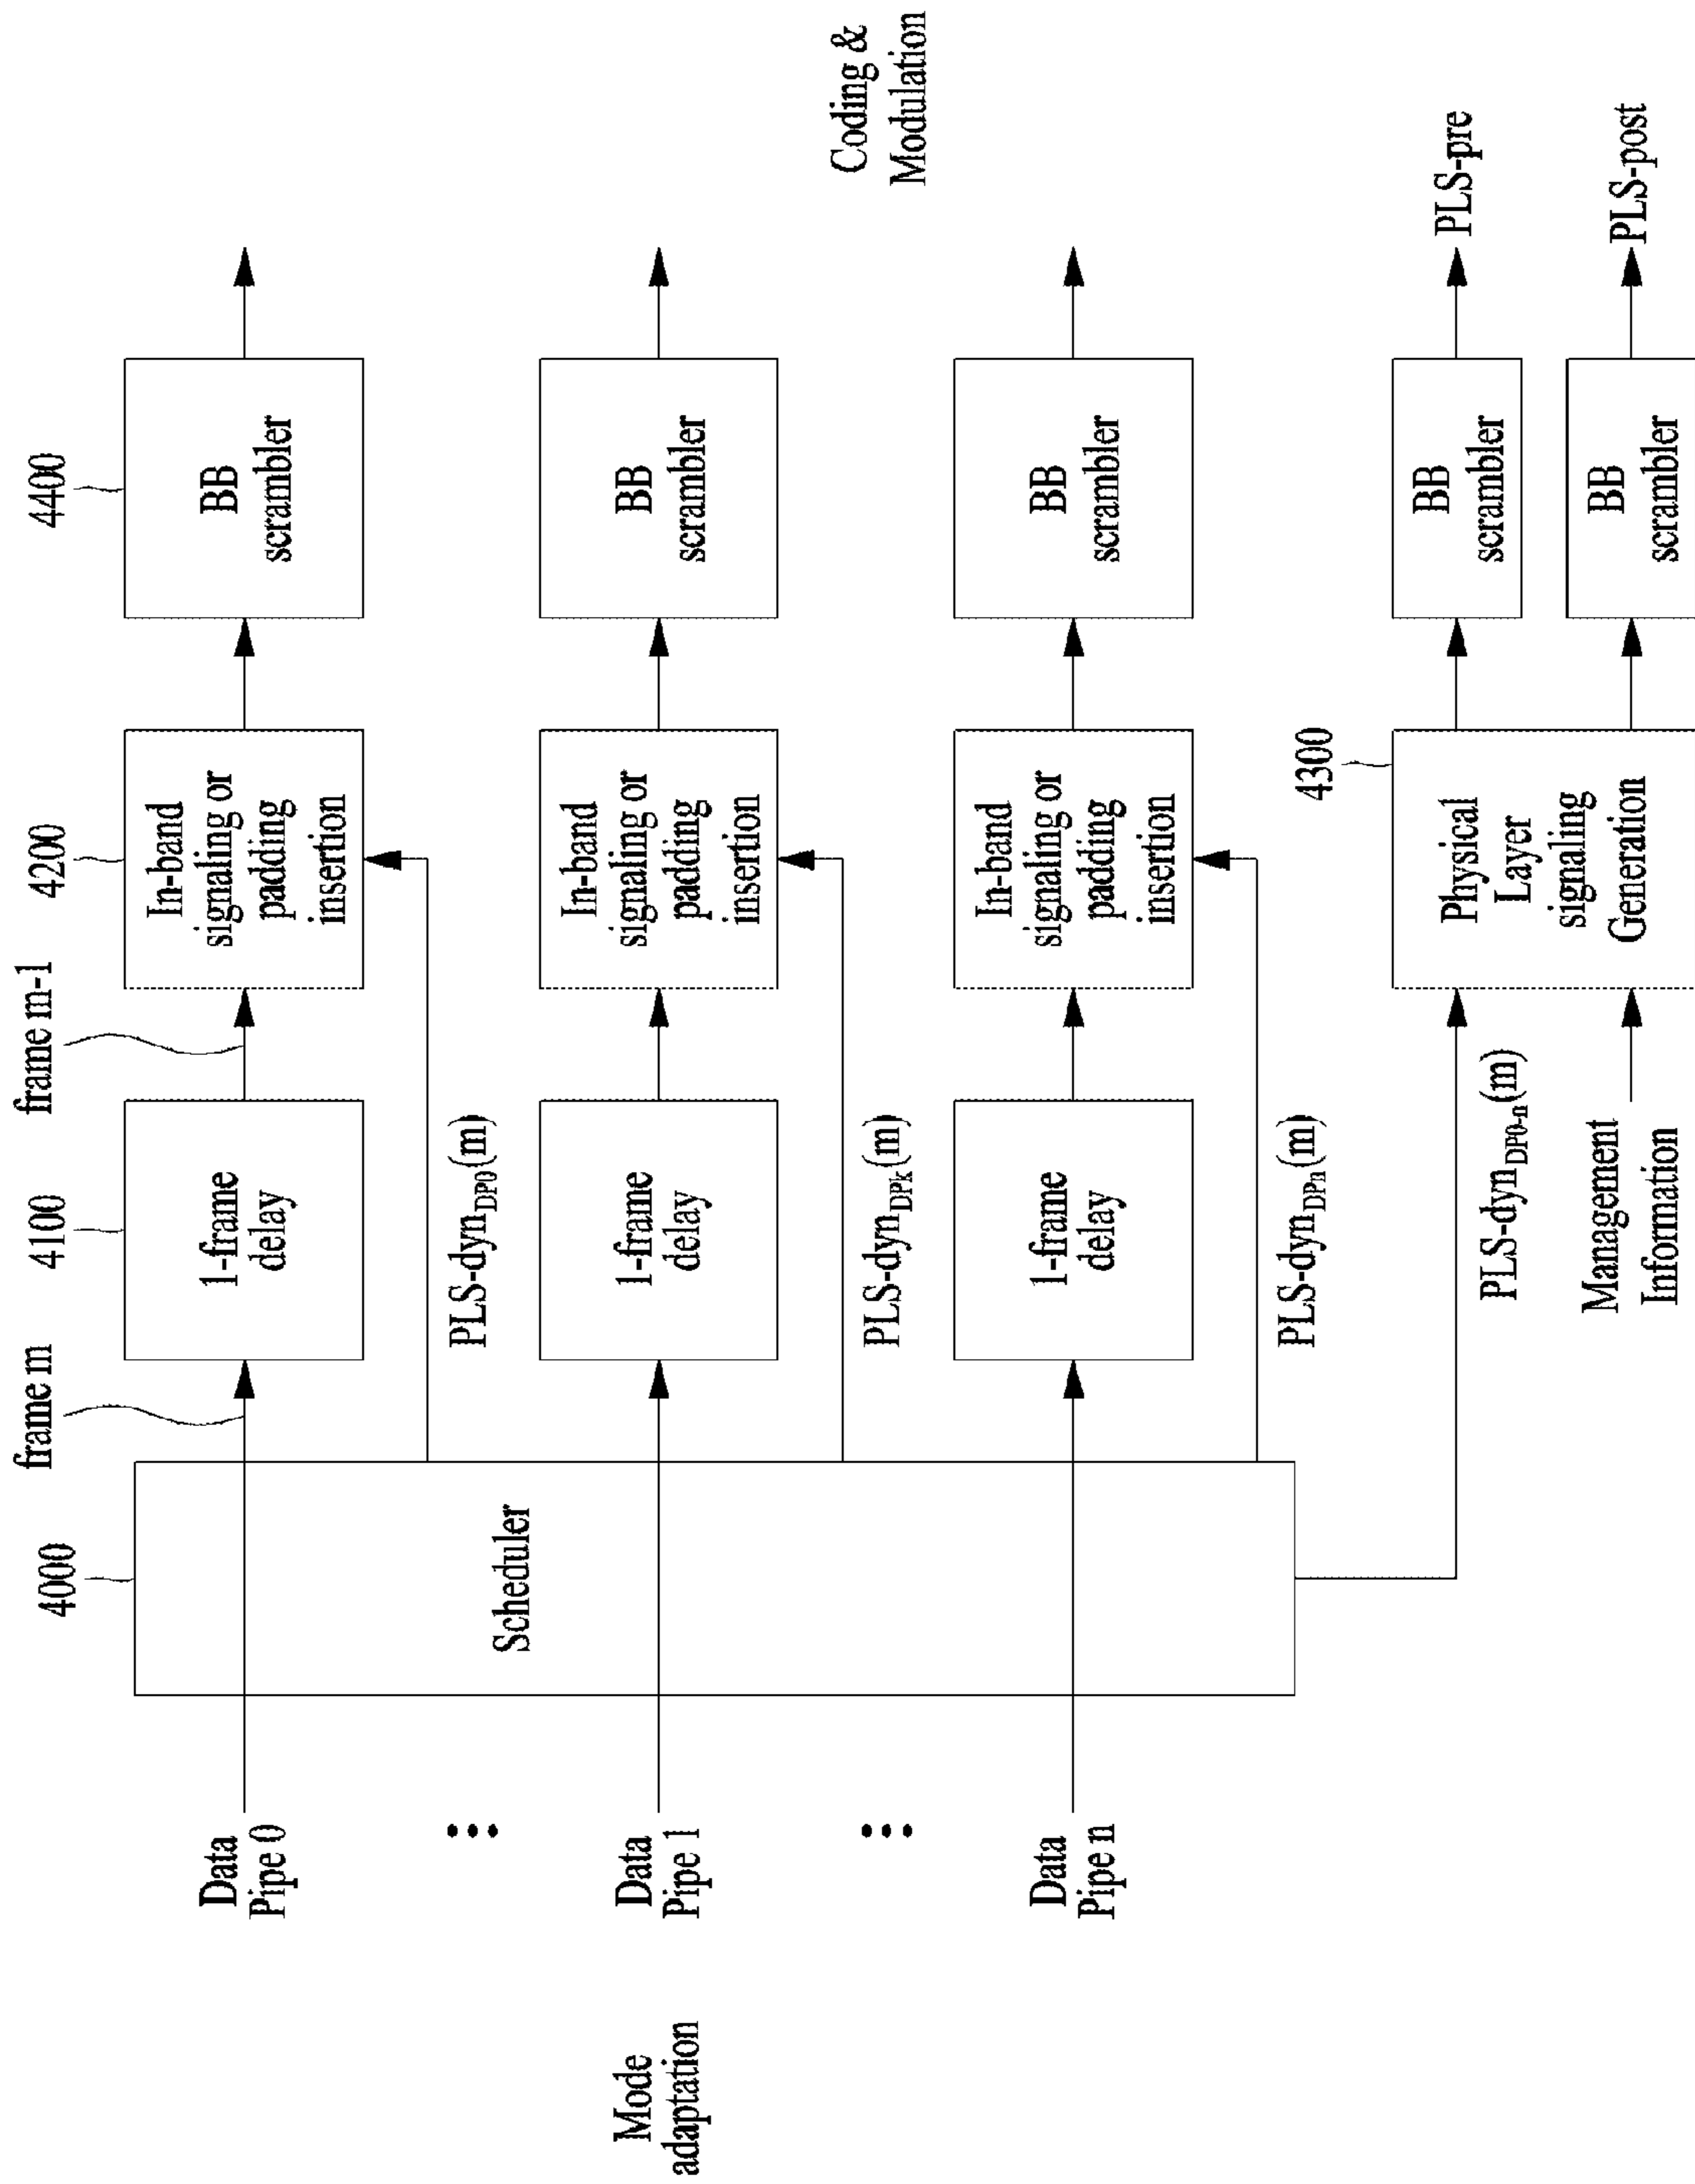 Mode
adaptation
Data
Pipe 0
Data
Pipe 1
Data
Pipe n
4000
Scheduler
frame m
4100
1-frame
delay
frame m-1
4200
In-band
signaling or
padding
insertion
4400
BB
scrambler
PLS-dynDP0(m)
1-frame
delay
In-band
signaling or
padding
insertion
BB
scrambler
PLS-dynDPk(m)
1-frame
delay
In-band
signaling or
padding
insertion
BB
scrambler
PLS-dynDPn(m)
Coding &
Modulation
PLS-dynDP0-n(m)
Management
Information
4300
Physical
Layer
signaling
Generation
BB
scrambler
PLS-pre
BB
scrambler
PLS-post